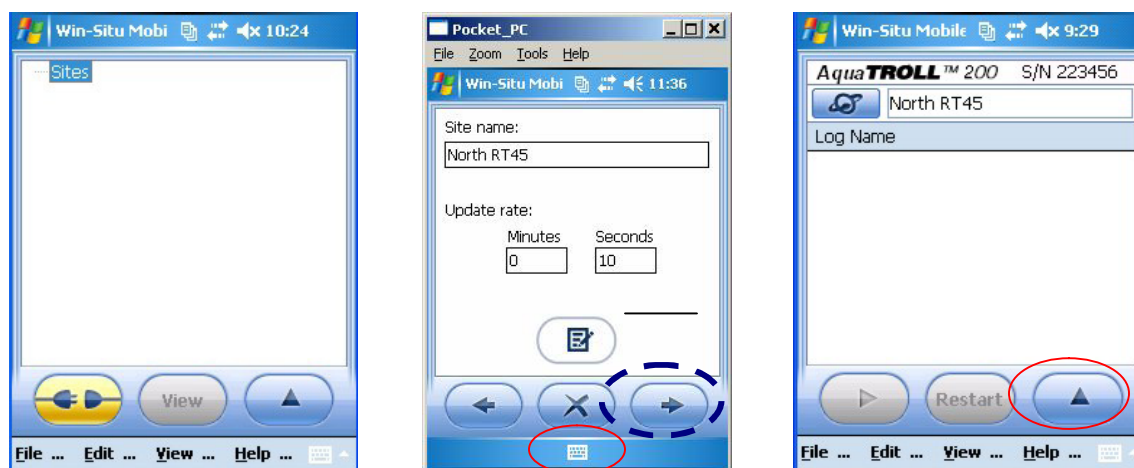 Win-Situ Mobi 10:24
Sites
View
File ... Edit ... View ... Help ...
Pocket_PC
File Zoom Tools Help
Win-Situ Mobi 11:36
Site name:
North RT45
Update rate:
Minutes Seconds
0 10
Win-Situ Mobile 9:29
AquaTROLL™ 200 S/N 223456
North RT45
Log Name
Restart
File ... Edit ... View ... Help ...